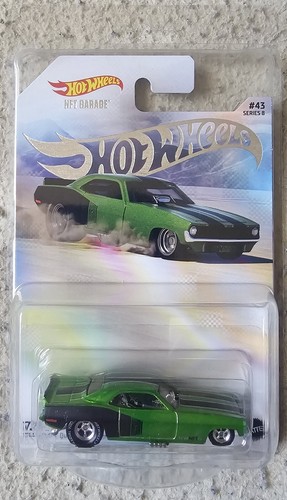 HOT WHEELS
NFT GARAGE
#43
SERIES 8
HOT WHEELS